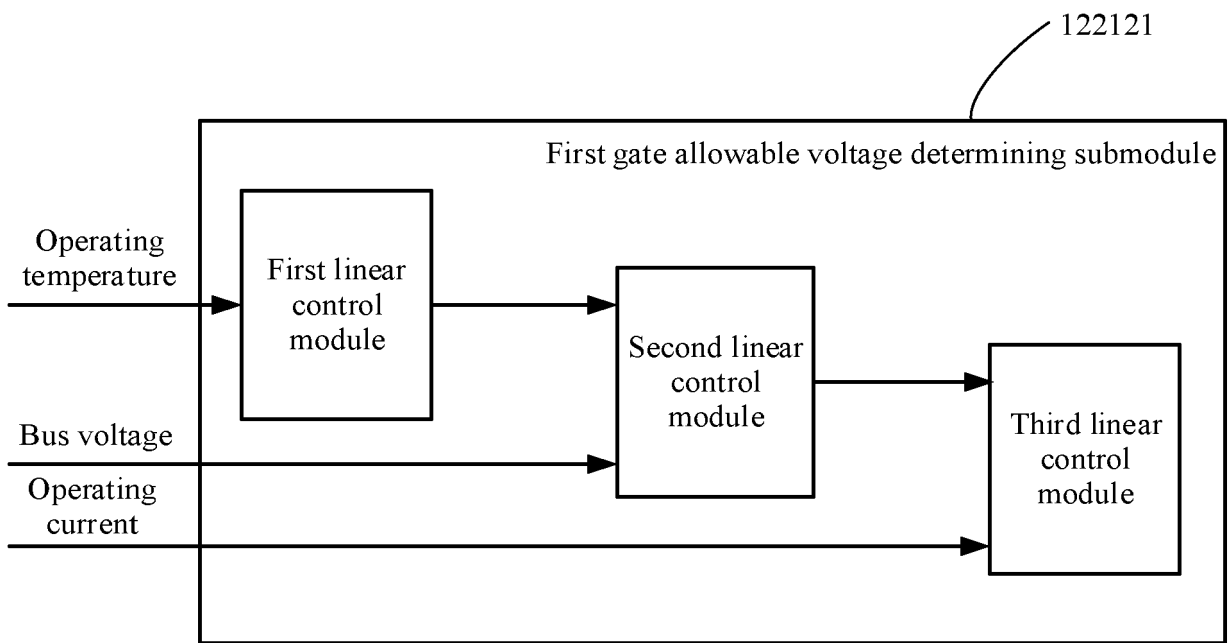 122121
First gate allowable voltage determining submodule
Operating
temperature
First linear
control
module
Second linear
control
module
Bus voltage
Third linear
control
module
Operating
current